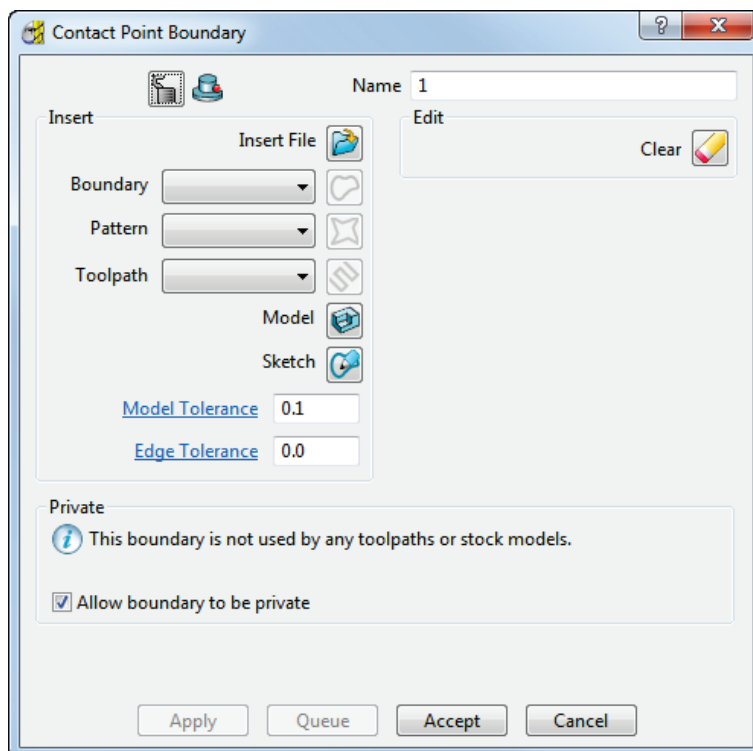 Contact Point Boundary
Name 1
Insert
Edit
Insert File
Clear
Boundary
Pattern
Toolpath
Model
Sketch
Model Tolerance 0.1
Edge Tolerance 0.0
Private
This boundary is not used by any toolpaths or stock models.
Allow boundary to be private
Apply Queue Accept Cancel